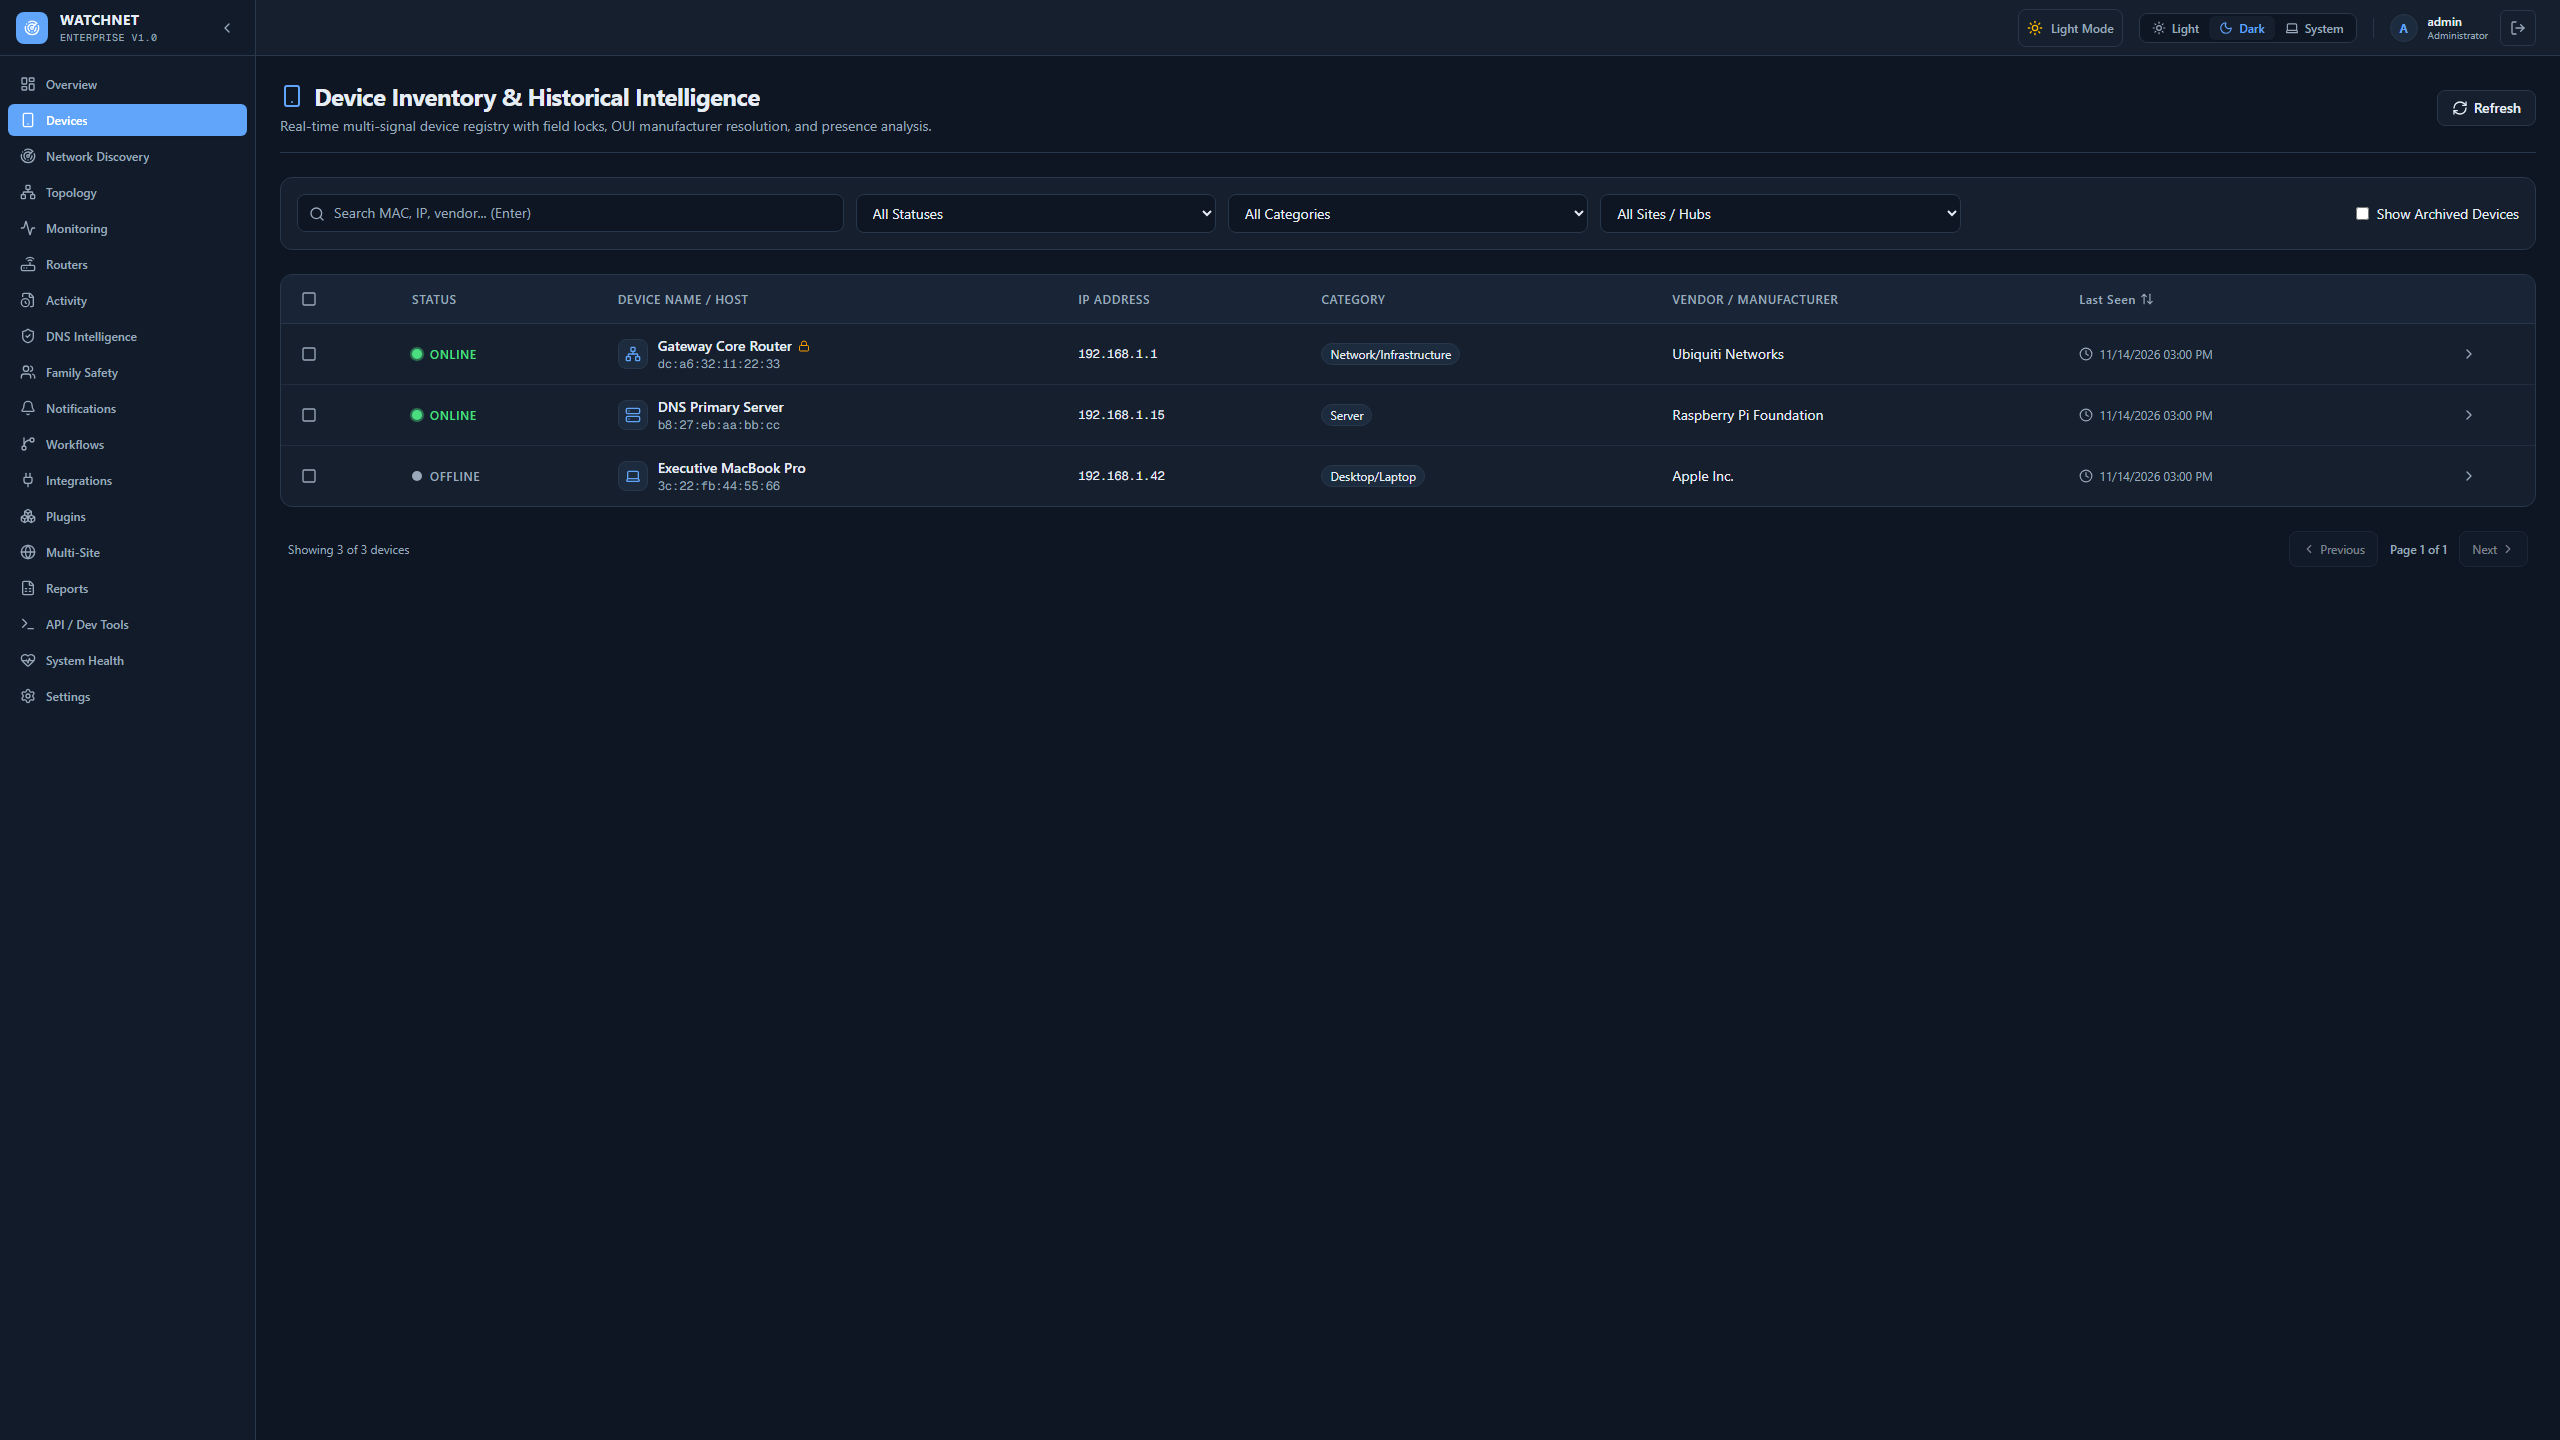 WATCHNET
ENTERPRISE V1.0
Light Mode
Light
Dark
System
A
admin
Administrator
Overview
Devices
Network Discovery
Topology
Monitoring
Routers
Activity
DNS Intelligence
Family Safety
Notifications
Workflows
Integrations
Plugins
Multi-Site
Reports
API / Dev Tools
System Health
Settings
Device Inventory & Historical Intelligence
Real-time multi-signal device registry with field locks, OUI manufacturer resolution, and presence analysis.
Refresh
Search MAC, IP, vendor... (Enter)
All Statuses
All Categories
All Sites / Hubs
Show Archived Devices
STATUS DEVICE NAME / HOST IP ADDRESS CATEGORY VENDOR / MANUFACTURER Last Seen
ONLINE Gateway Core Router 192.168.1.1 Network/Infrastructure Ubiquiti Networks 11/14/2026 03:00 PM
dc:a6:32:11:22:33
ONLINE DNS Primary Server 192.168.1.15 Server Raspberry Pi Foundation 11/14/2026 03:00 PM
b8:27:eb:aa:bb:cc
OFFLINE Executive MacBook Pro 192.168.1.42 Desktop/Laptop Apple Inc. 11/14/2026 03:00 PM
3c:22:fb:44:55:66
Showing 3 of 3 devices
Previous
Page 1 of 1
Next